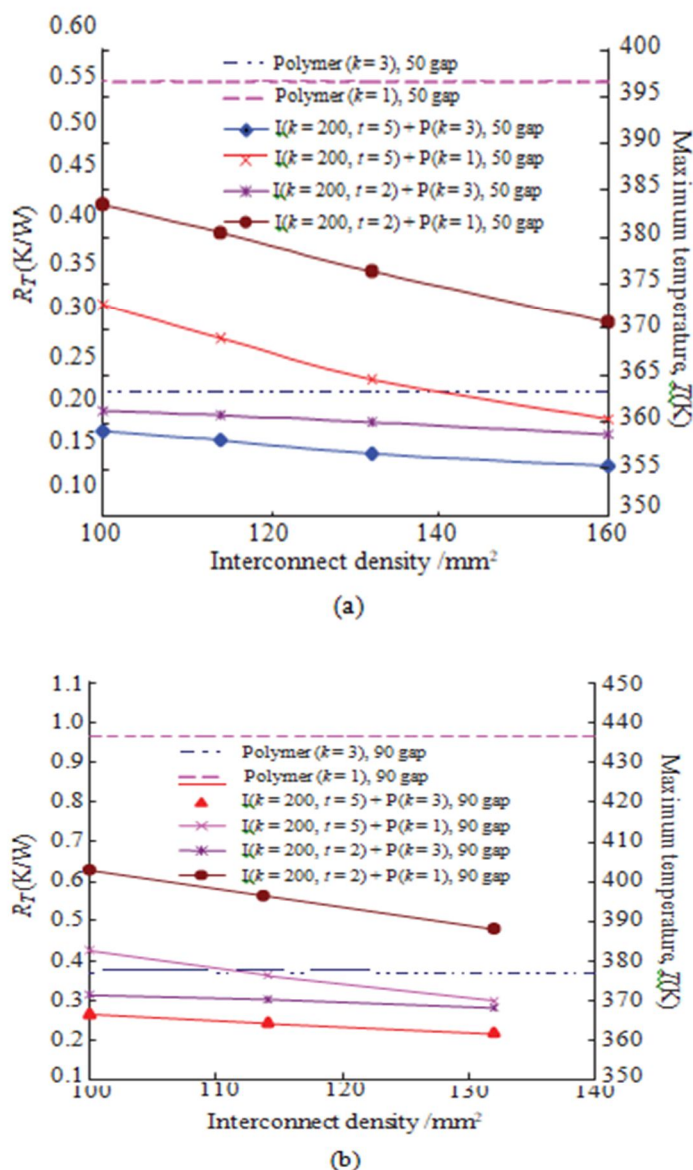 0.60
0.55
0.50
0.45
0.40
0.35
0.30
0.25
0.20
0.15
0.10
R_T (K/W)
Polymer (k = 3), 50 gap
Polymer (k = 1), 50 gap
I(k = 200, t = 5) + P(k = 3), 50 gap
I(k = 200, t = 5) + P(k = 1), 50 gap
I(k = 200, t = 2) + P(k = 3), 50 gap
I(k = 200, t = 2) + P(k = 1), 50 gap
400
395
390
385
380
375
370
365
360
355
350
Maximum temperature, T(K)
100 120 140 160
Interconnect density /mm²
(a)
1.1
1.0
0.9
0.8
0.7
0.6
0.5
0.4
0.3
0.2
0.1
R_T (K/W)
Polymer (k = 3), 90 gap
Polymer (k = 1), 90 gap
I(k = 200, t = 5) + P(k = 3), 90 gap
I(k = 200, t = 5) + P(k = 1), 90 gap
I(k = 200, t = 2) + P(k = 3), 90 gap
I(k = 200, t = 2) + P(k = 1), 90 gap
450
440
430
420
410
400
390
380
370
360
350
Maximum temperature, T(K)
100 110 120 130 140
Interconnect density /mm²
(b)